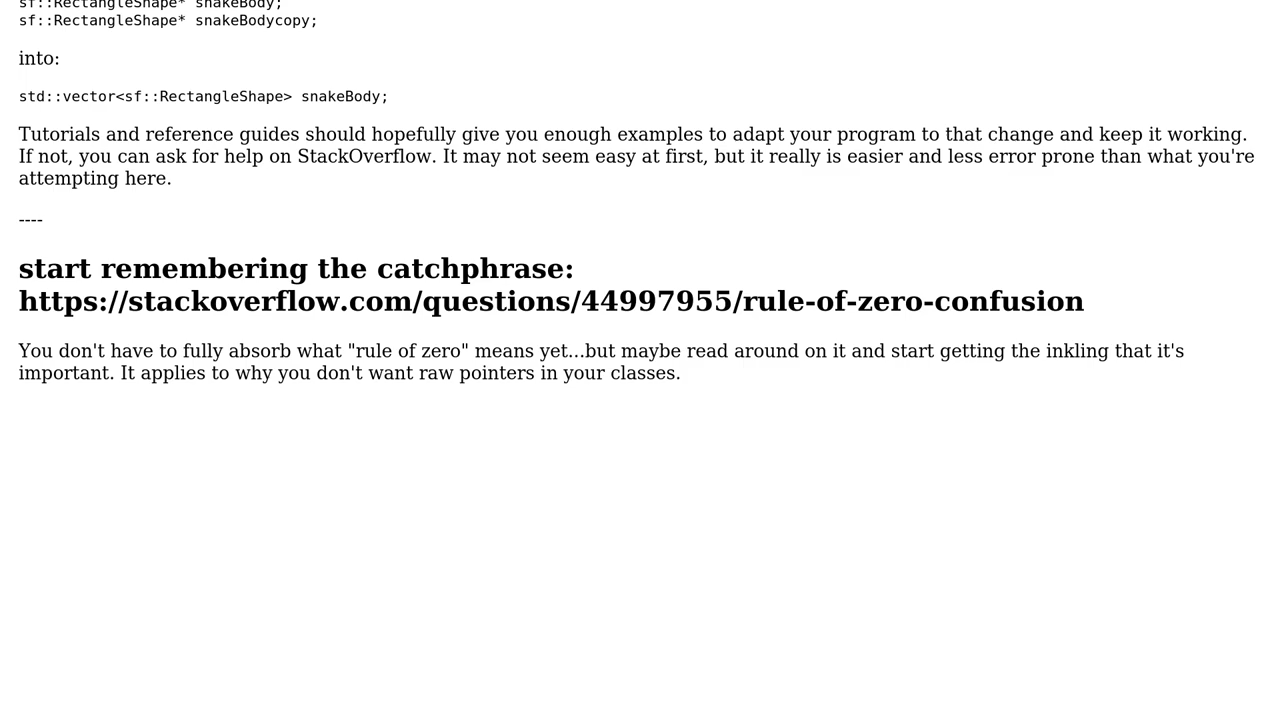 sf::RectangleShape* snakeBody;
sf::RectangleShape* snakeBodycopy;
into:
std::vector<sf::RectangleShape> snakeBody;
Tutorials and reference guides should hopefully give you enough examples to adapt your program to that change and keep it working.
If not, you can ask for help on StackOverflow. It may not seem easy at first, but it really is easier and less error prone than what you're
attempting here.
----
start remembering the catchphrase:
https://stackoverflow.com/questions/44997955/rule-of-zero-confusion
You don't have to fully absorb what "rule of zero" means yet...but maybe read around on it and start getting the inkling that it's
important. It applies to why you don't want raw pointers in your classes.